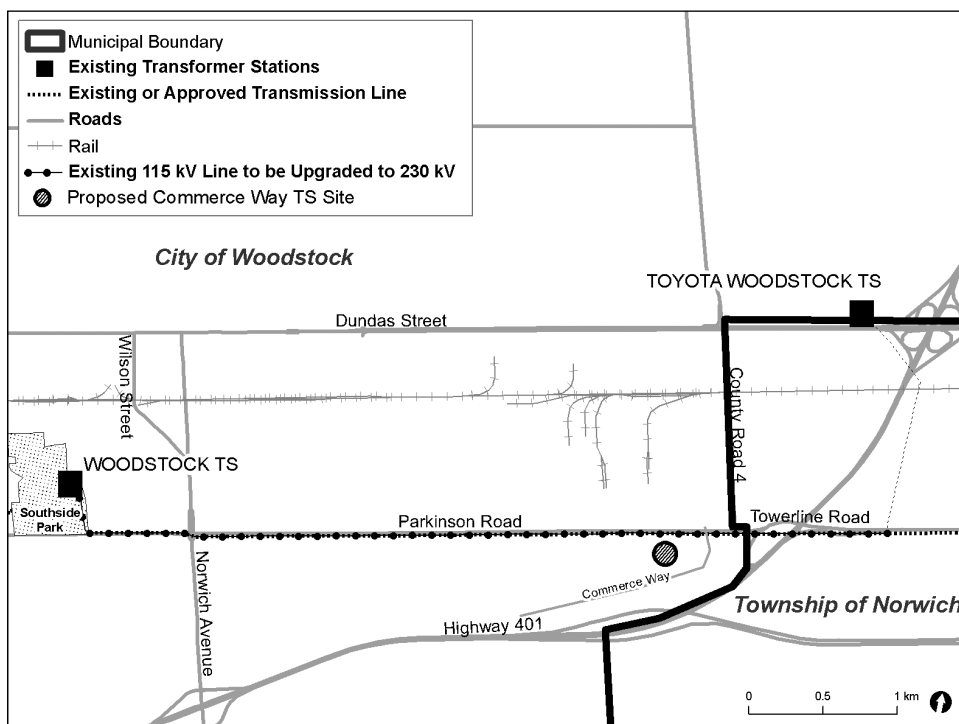 Municipal Boundary
Existing Transformer Stations
Existing or Approved Transmission Line
Roads
Rail
Existing 115 kV Line to be Upgraded to 230 kV
Proposed Commerce Way TS Site
City of Woodstock
TOYOTA WOODSTOCK TS
Dundas Street
Wilson Street
County Road 4
WOODSTOCK TS
Southside
Park
Parkinson Road
Towerline Road
Norwich Avenue
Commerce Way
Township of Norwich
Highway 401
0 0.5 1 km